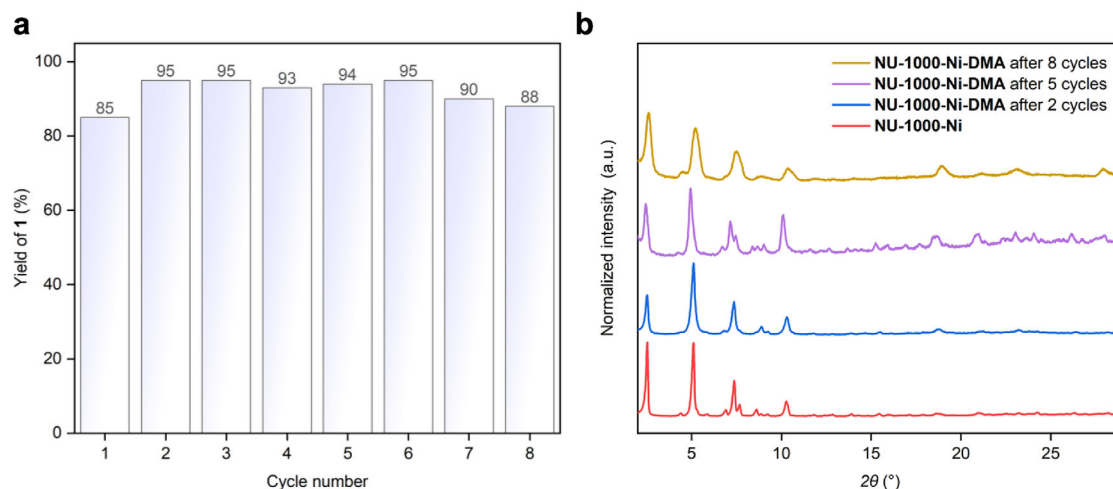 a
Yield of 1 (%)
100
80
60
40
20
0
85
95
95
93
94
95
90
88
1 2 3 4 5 6 7 8
Cycle number
b
Normalized intensity (a.u.)
NU-1000-Ni-DMA after 8 cycles
NU-1000-Ni-DMA after 5 cycles
NU-1000-Ni-DMA after 2 cycles
NU-1000-Ni
5 10 15 20 25
2θ (°)